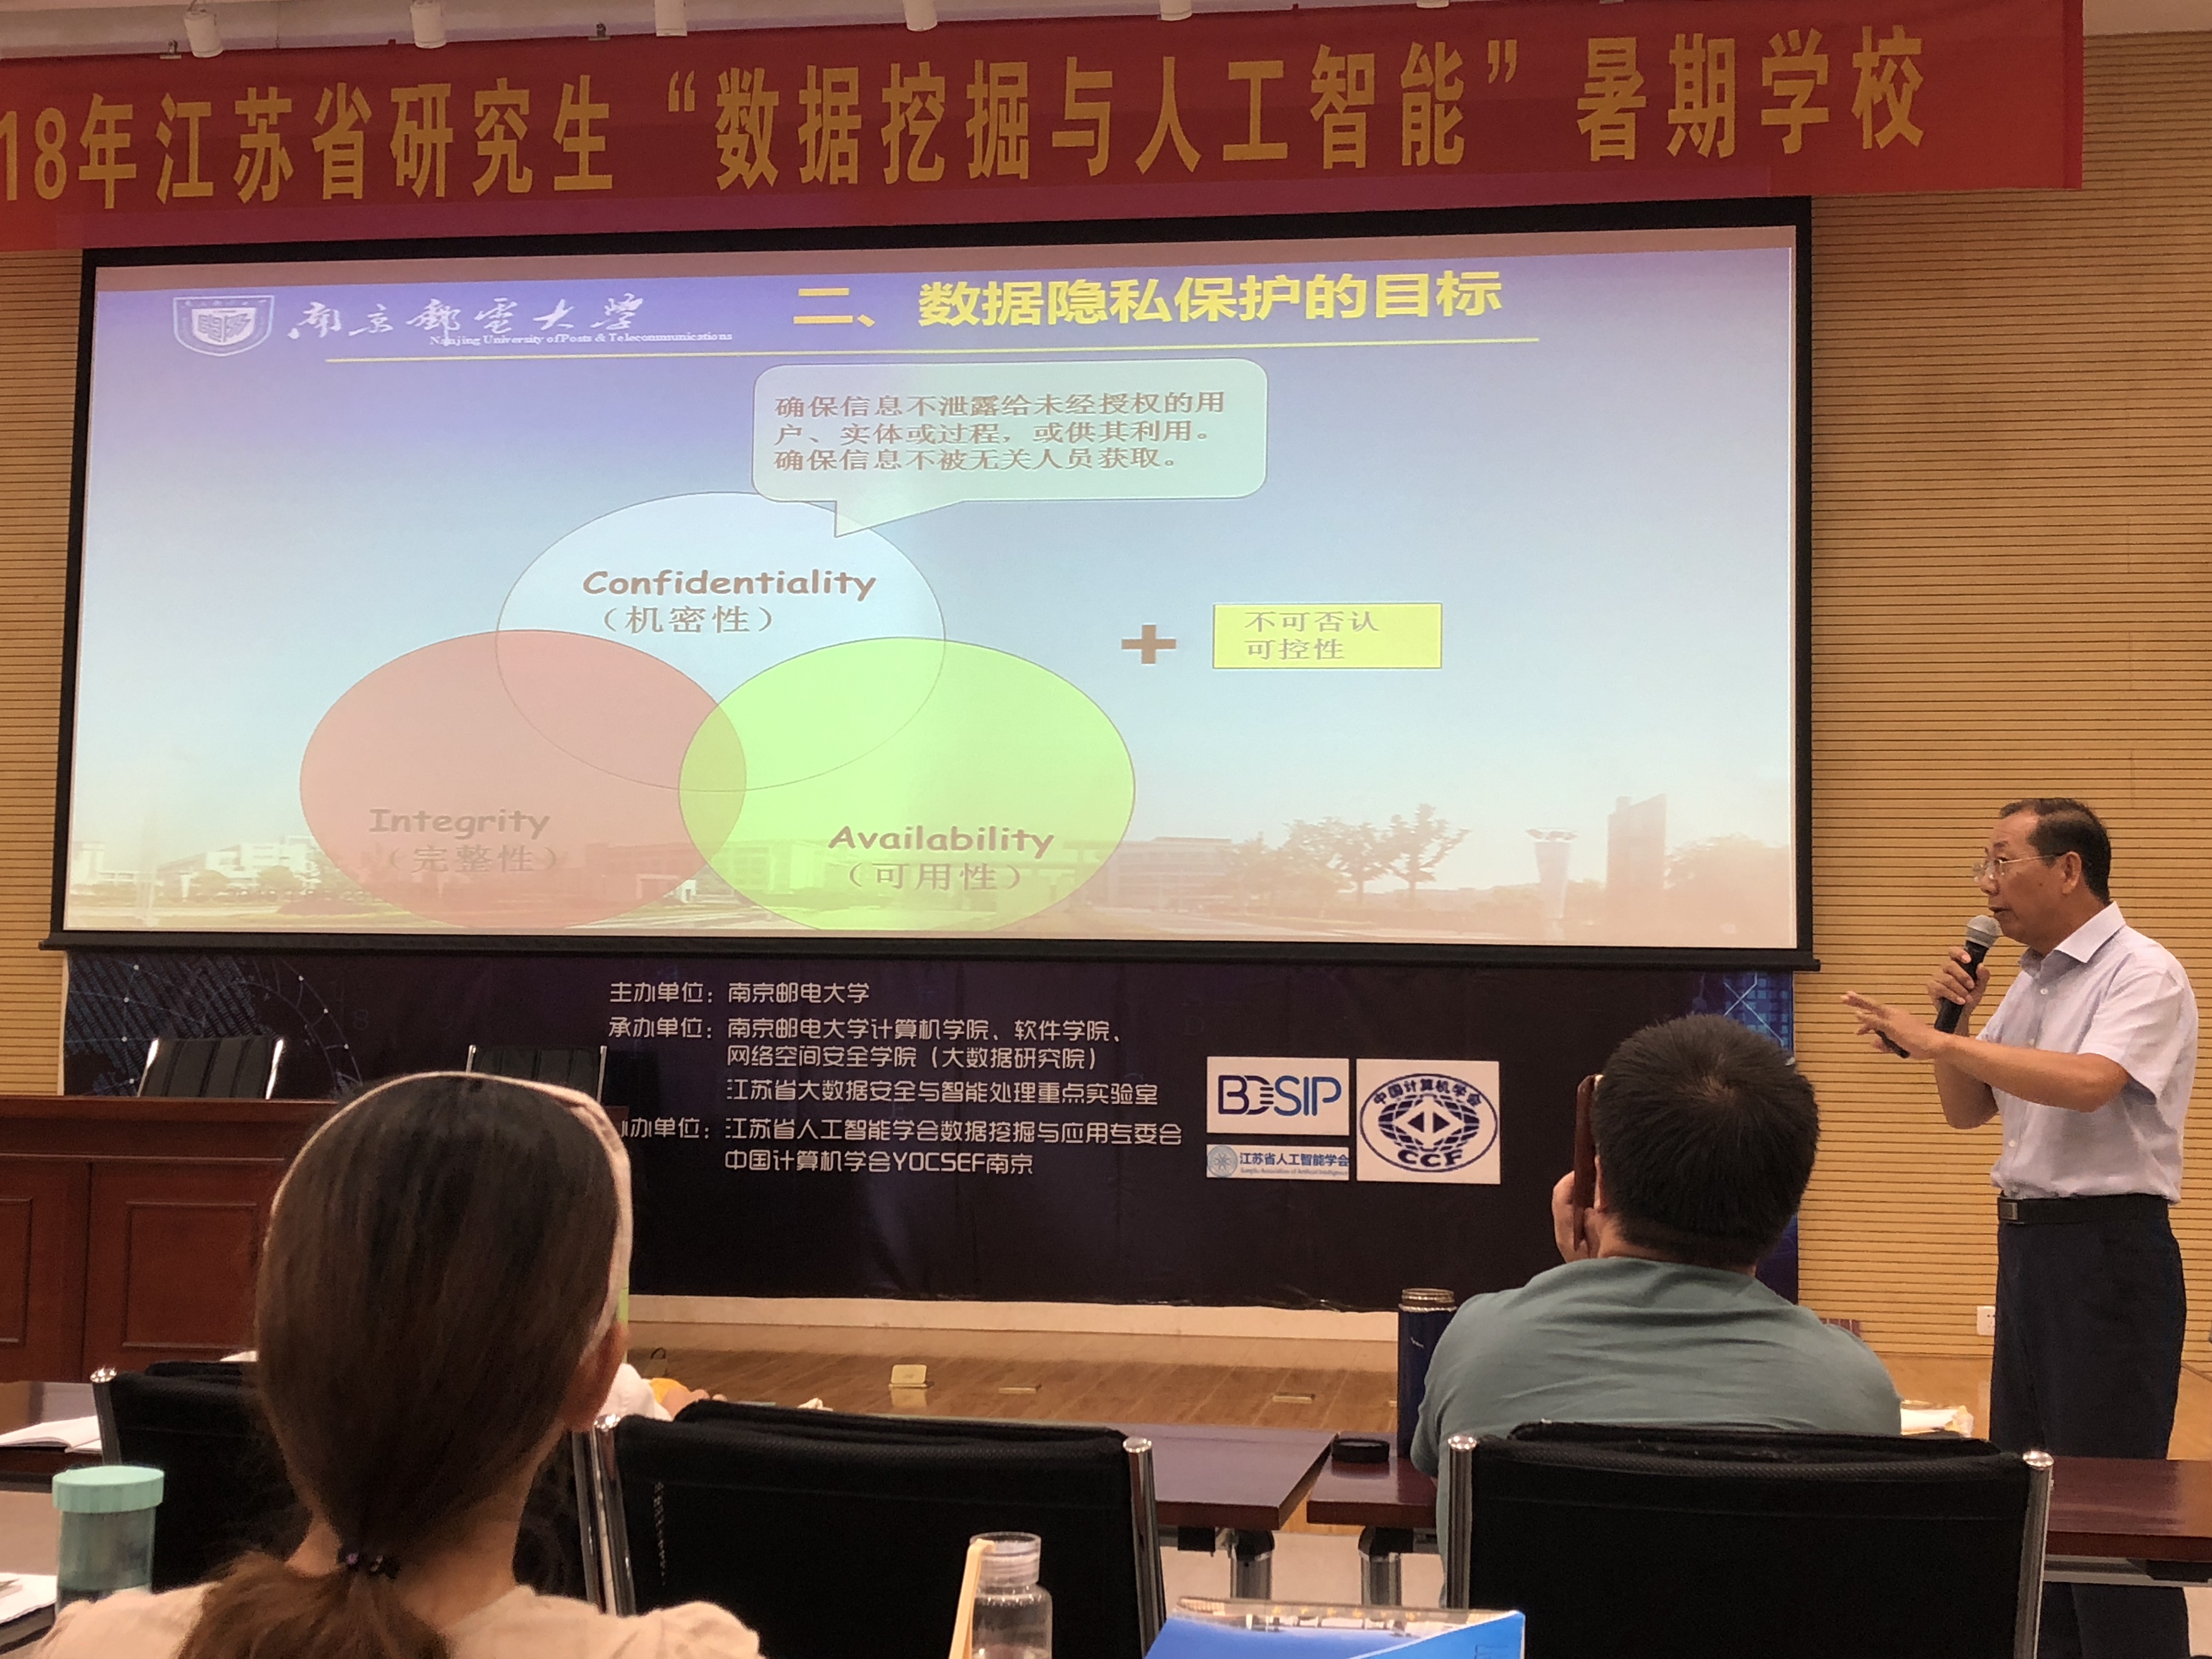 18年江苏省研究生“数据挖掘与人工智能”暑期学校
南京郵電大学
Nanjing University of Posts & Telecommunications
二、数据隐私保护的目标
确保信息不泄露给未经授权的用
户、实体或过程，或供其利用。
确保信息不被无关人员获取。
Confidentiality
（机密性）
不可否认
可控性
Integrity
（完整性）
Availability
（可用性）
主办单位：南京邮电大学
承办单位：南京邮电大学计算机学院、软件学院、
网络空间安全学院（大数据研究院）
江苏省大数据安全与智能处理重点实验室
办单位：江苏省人工智能学会数据挖掘与应用专委会
中国计算机学会YOCSEF南京
BDSIP
江苏省人工智能学会
中国计算机学会
CCF